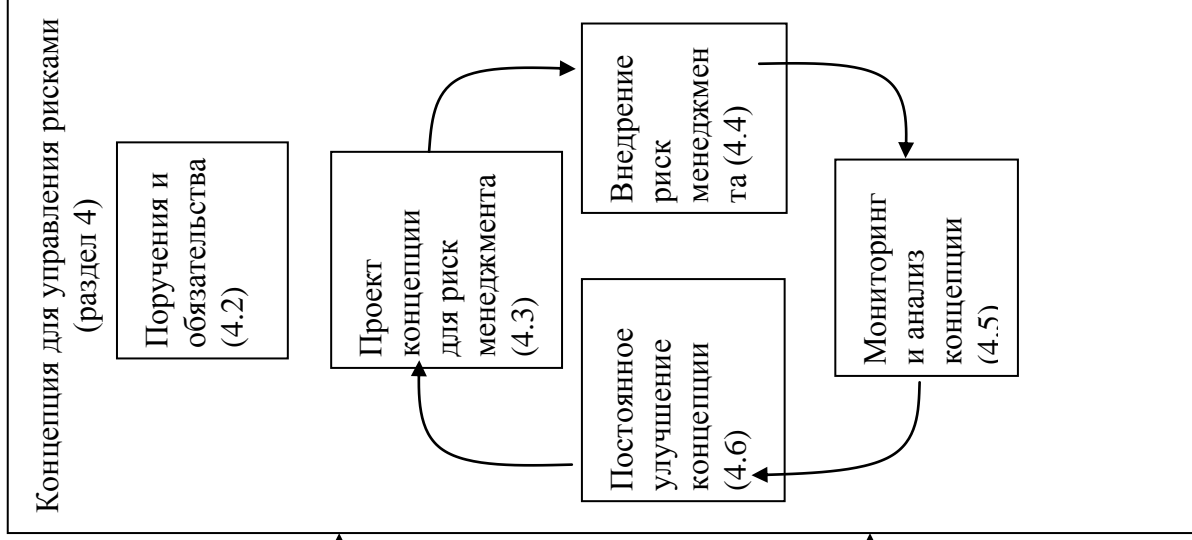 Концепция для управления рисками
(раздел 4)
Поручения и
обязательства
(4.2)
Проект
концепции
для риск
менеджмента
(4.3)
Внедрение
риск
менеджмен
та (4.4)
Постоянное
улучшение
концепции
(4.6)
Мониторинг
и анализ
концепции
(4.5)